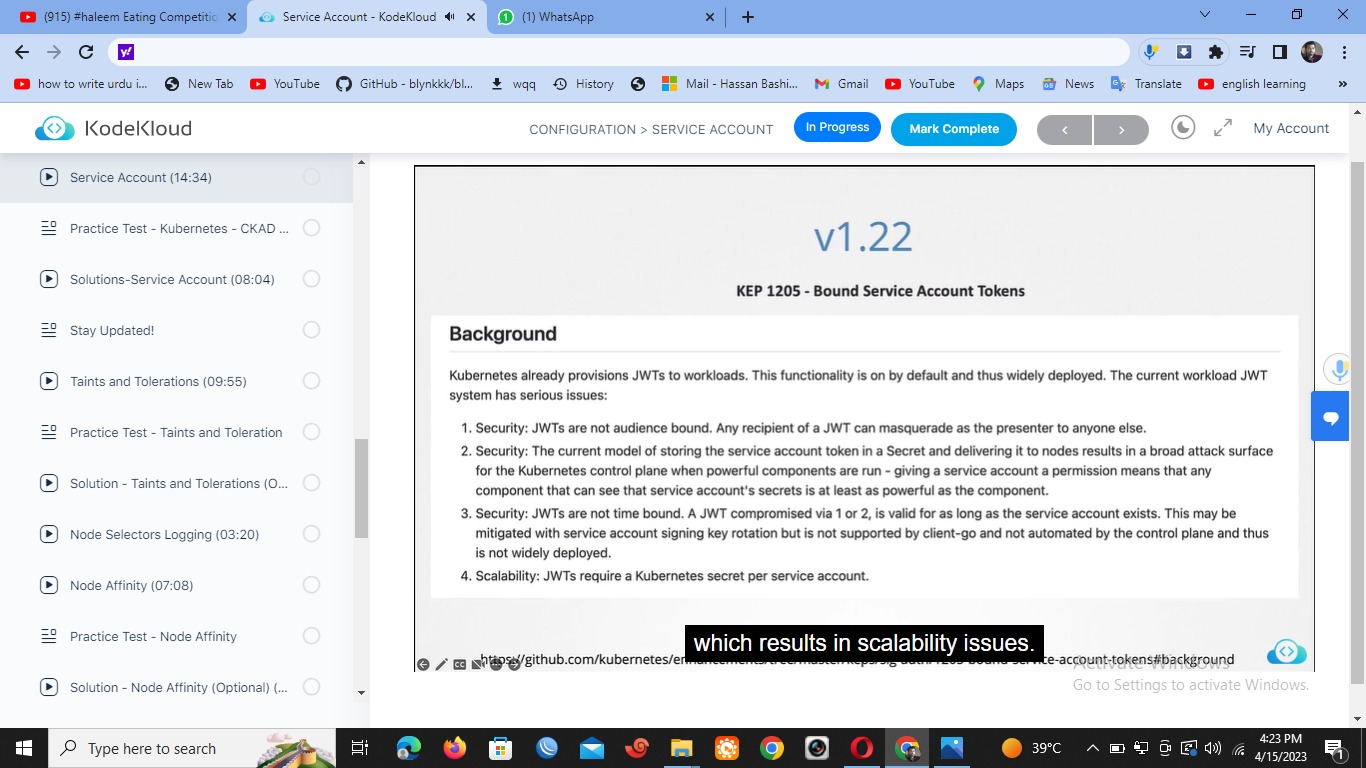 (915) #haleem Eating Competitio
Service Account - KodeKloud
(1) WhatsApp
how to write urdu i...
New Tab
YouTube
GitHub - blynkkk/bl...
wqq
History
Mail - Hassan Bashi...
Gmail
YouTube
Maps
News
Translate
english learning
KodeKloud
CONFIGURATION > SERVICE ACCOUNT
In Progress
Mark Complete
My Account
Service Account (14:34)
Practice Test - Kubernetes - CKAD ...
Solutions-Service Account (08:04)
Stay Updated!
Taints and Tolerations (09:55)
Practice Test - Taints and Toleration
Solution - Taints and Tolerations (O...
Node Selectors Logging (03:20)
Node Affinity (07:08)
Practice Test - Node Affinity
Solution - Node Affinity (Optional) (...
v1.22
KEP 1205 - Bound Service Account Tokens
Background
Kubernetes already provisions JWTs to workloads. This functionality is on by default and thus widely deployed. The current workload JWT
system has serious issues:
1. Security: JWTs are not audience bound. Any recipient of a JWT can masquerade as the presenter to anyone else.
2. Security: The current model of storing the service account token in a Secret and delivering it to nodes results in a broad attack surface
for the Kubernetes control plane when powerful components are run - giving a service account a permission means that any
component that can see that service account's secrets is at least as powerful as the component.
3. Security: JWTs are not time bound. A JWT compromised via 1 or 2, is valid for as long as the service account exists. This may be
mitigated with service account signing key rotation but is not supported by client-go and not automated by the control plane and thus
is not widely deployed.
4. Scalability: JWTs require a Kubernetes secret per service account.
which results in scalability issues.
Activate Windows
Go to Settings to activate Windows.
Type here to search
39°C
4:23 PM
4/15/2023
1